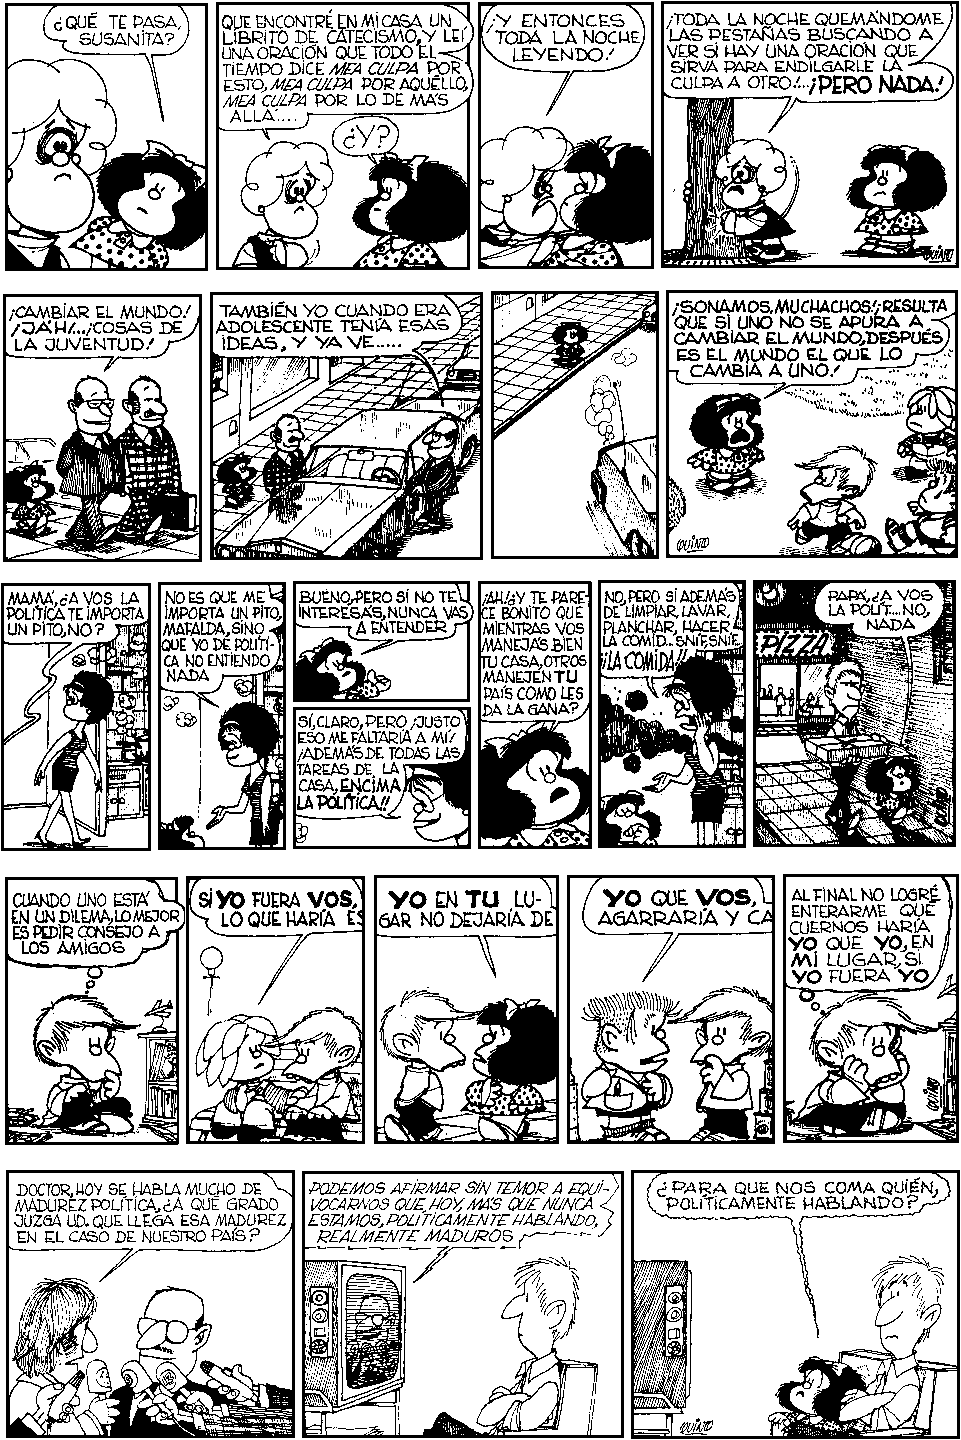 ¿QUÉ TE PASA,
SUSANITA?
QUE ENCONTRÉ EN MI CASA UN
LIBRITO DE CATECISMO, Y LEÍ
UNA ORACIÓN QUE TODO EL
TIEMPO DICE MEA CULPA POR
ESTO, MEA CULPA POR AQUELLO,
MEA CULPA POR LO DE MÁS
ALLÁ....
¿Y?
¡Y ENTONCES
TODA LA NOCHE
LEYENDO!
¡TODA LA NOCHE QUEMÁNDOME
LAS PESTAÑAS BUSCANDO A
VER SI HAY UNA ORACIÓN QUE
SIRVA PARA ENDILGARLE LA
CULPA A OTRO!...¡PERO NADA!
QUINO
¡CAMBIAR EL MUNDO!
¡JÁH!...¡COSAS DE
LA JUVENTUD!
TAMBIÉN YO CUANDO ERA
ADOLESCENTE TENÍA ESAS
IDEAS, Y YA VE.....
¡SONAMOS, MUCHACHOS!¡RESULTA
QUE SI UNO NO SE APURA A
CAMBIAR EL MUNDO, DESPUÉS
ES EL MUNDO EL QUE LO
CAMBIA A UNO!
QUINO
MAMÁ, ¿A VOS LA
POLÍTICA TE IMPORTA
UN PITO, NO?
NO ES QUE ME
IMPORTA UN PITO,
MAFALDA, SINO
QUE YO DE POLÍTI-
CA NO ENTIENDO
NADA
BUENO, PERO SI NO TE
INTERESÁS, NUNCA VAS
A ENTENDER
SÍ, CLARO, PERO ¡JUSTO
ESO ME FALTARÍA A MÍ!
¡ADEMÁS DE TODAS LAS
TAREAS DE LA
CASA, ENCIMA
LA POLÍTICA!!
¡AH!¿Y TE PARE-
CE BONITO QUE
MIENTRAS VOS
MANEJÁS BIEN
TU CASA, OTROS
MANEJEN TU
PAÍS COMO LES
DA LA GANA?
NO, PERO SI ADEMÁS
DE LIMPIAR, LAVAR,
PLANCHAR, HACER
LA COMID...SNIF, SNIF...
¡¡LA COMIDA!!
PAPÁ, ¿A VOS
LA POLIT...NO,
NADA
PIZZA
QUINO
CUANDO UNO ESTÁ
EN UN DILEMA, LO MEJOR
ES PEDIR CONSEJO A
LOS AMIGOS
SI YO FUERA VOS,
LO QUE HARÍA ES
YO EN TU LU-
GAR NO DEJARÍA DE
YO QUE VOS,
AGARRARÍA Y CA
AL FINAL NO LOGRÉ
ENTERARME QUÉ
CUERNOS HARÍA
YO QUE YO, EN
MI LUGAR, SI
YO FUERA YO
QUINO
DOCTOR, HOY SE HABLA MUCHO DE
MADUREZ POLÍTICA, ¿A QUÉ GRADO
JUZGA UD. QUE LLEGA ESA MADUREZ
EN EL CASO DE NUESTRO PAÍS?
PODEMOS AFIRMAR SIN TEMOR A EQUI-
VOCARNOS QUE, HOY, MÁS QUE NUNCA
ESTAMOS, POLÍTICAMENTE HABLANDO,
REALMENTE MADUROS
¿PARA QUE NOS COMA QUIÉN,
POLÍTICAMENTE HABLANDO?
QUINO